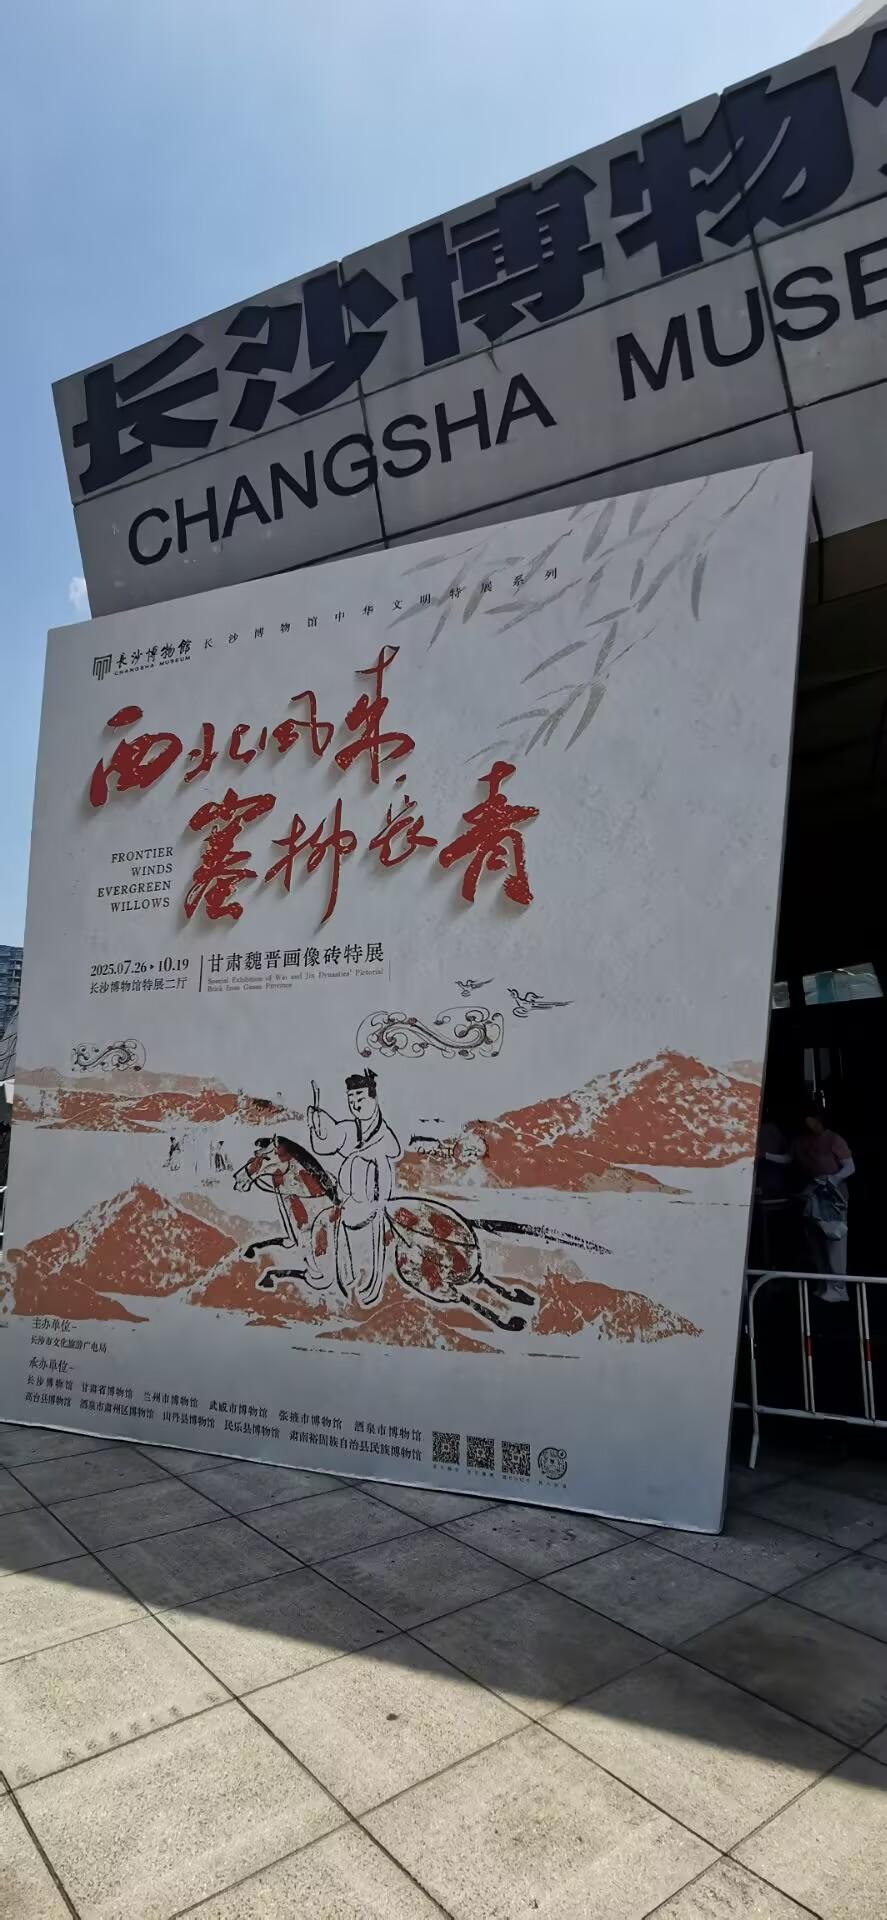 长沙博物
CHANGSHA MUSE
長沙博物館
CHANGSHA MUSEUM
长沙博物馆中华文明特展系列
西北风来
塞柳长青
FRONTIER
WINDS
EVERGREEN
WILLOWS
2025.07.26▸10.19
长沙博物馆特展二厅
甘肃魏晋画像砖特展
Special Exhibition of Wei and Jin Dynasties' Pictorial
Brick from Gansu Province
主办单位-
长沙市文化旅游广电局
承办单位-
长沙博物馆 甘肃省博物馆 兰州市博物馆 武威市博物馆 张掖市博物馆 酒泉市博物馆
高台县博物馆 酒泉市肃州区博物馆 山丹县博物馆 民乐县博物馆 肃南裕固族自治县民族博物馆